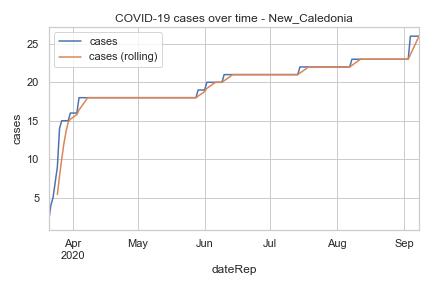 COVID-19 cases over time - New_Caledonia
cases
cases (rolling)
25
20
15
10
5
cases
Apr May Jun Jul Aug Sep
2020
dateRep